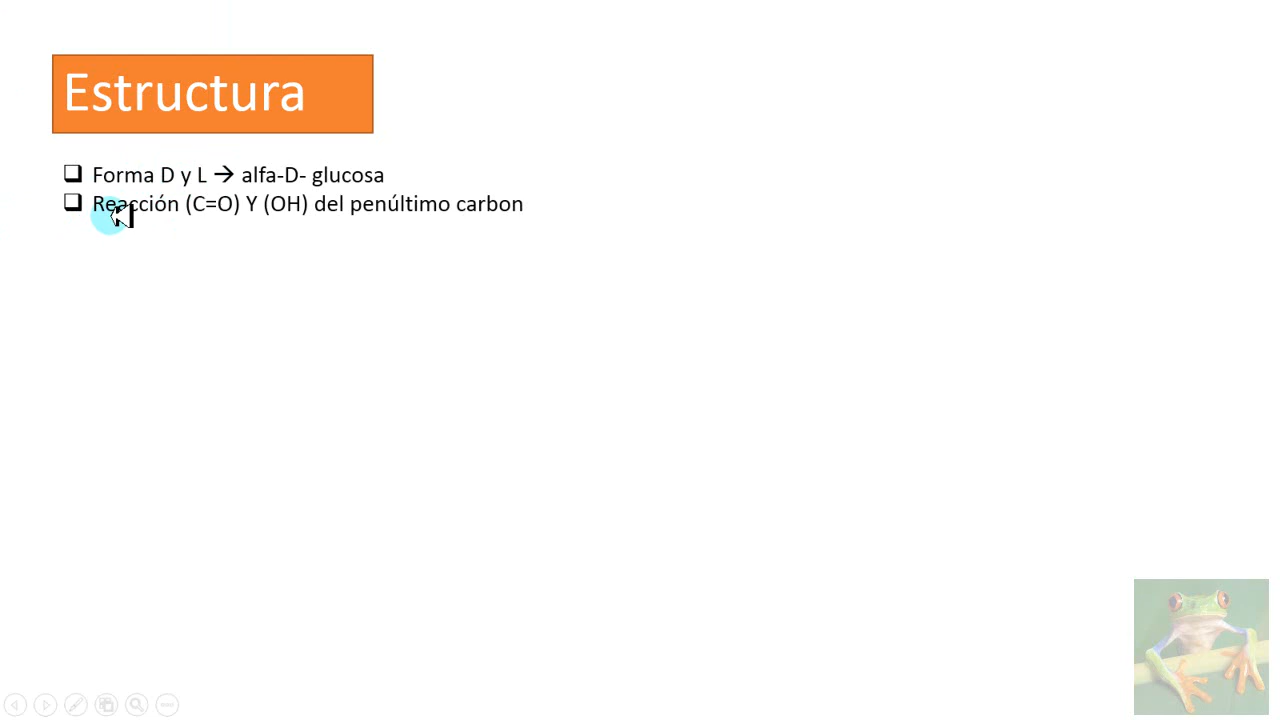 Estructura
Forma D y L → alfa-D- glucosa
Reacción (C=O) Y (OH) del penúltimo carbon